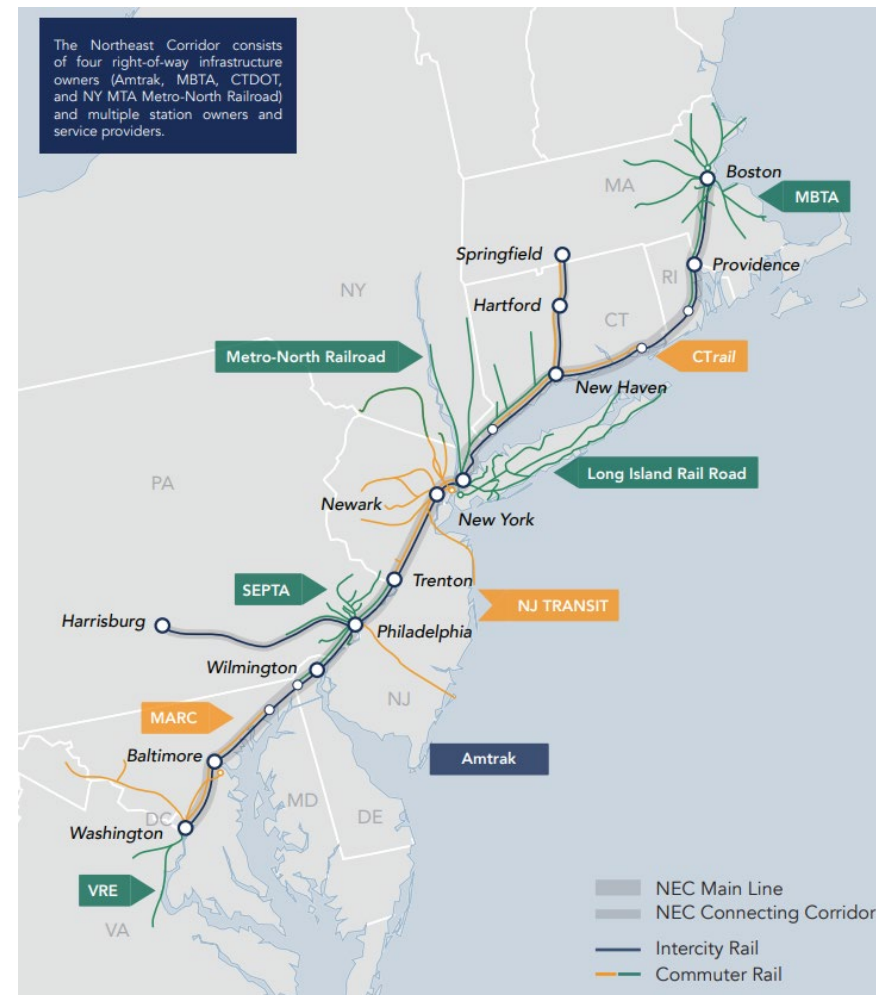 The Northeast Corridor consists
of four right-of-way infrastructure
owners (Amtrak, MBTA, CTDOT,
and NY MTA Metro-North Railroad)
and multiple station owners and
service providers.
Boston
MA
MBTA
Springfield
Providence
RI
NY
Hartford
CT
Metro-North Railroad
CTrail
New Haven
PA
Long Island Rail Road
Newark
New York
Trenton
SEPTA
NJ TRANSIT
Harrisburg
Philadelphia
Wilmington
NJ
MARC
Baltimore
Amtrak
MD
DE
DC
Washington
VRE
VA
NEC Main Line
NEC Connecting Corridor
Intercity Rail
Commuter Rail